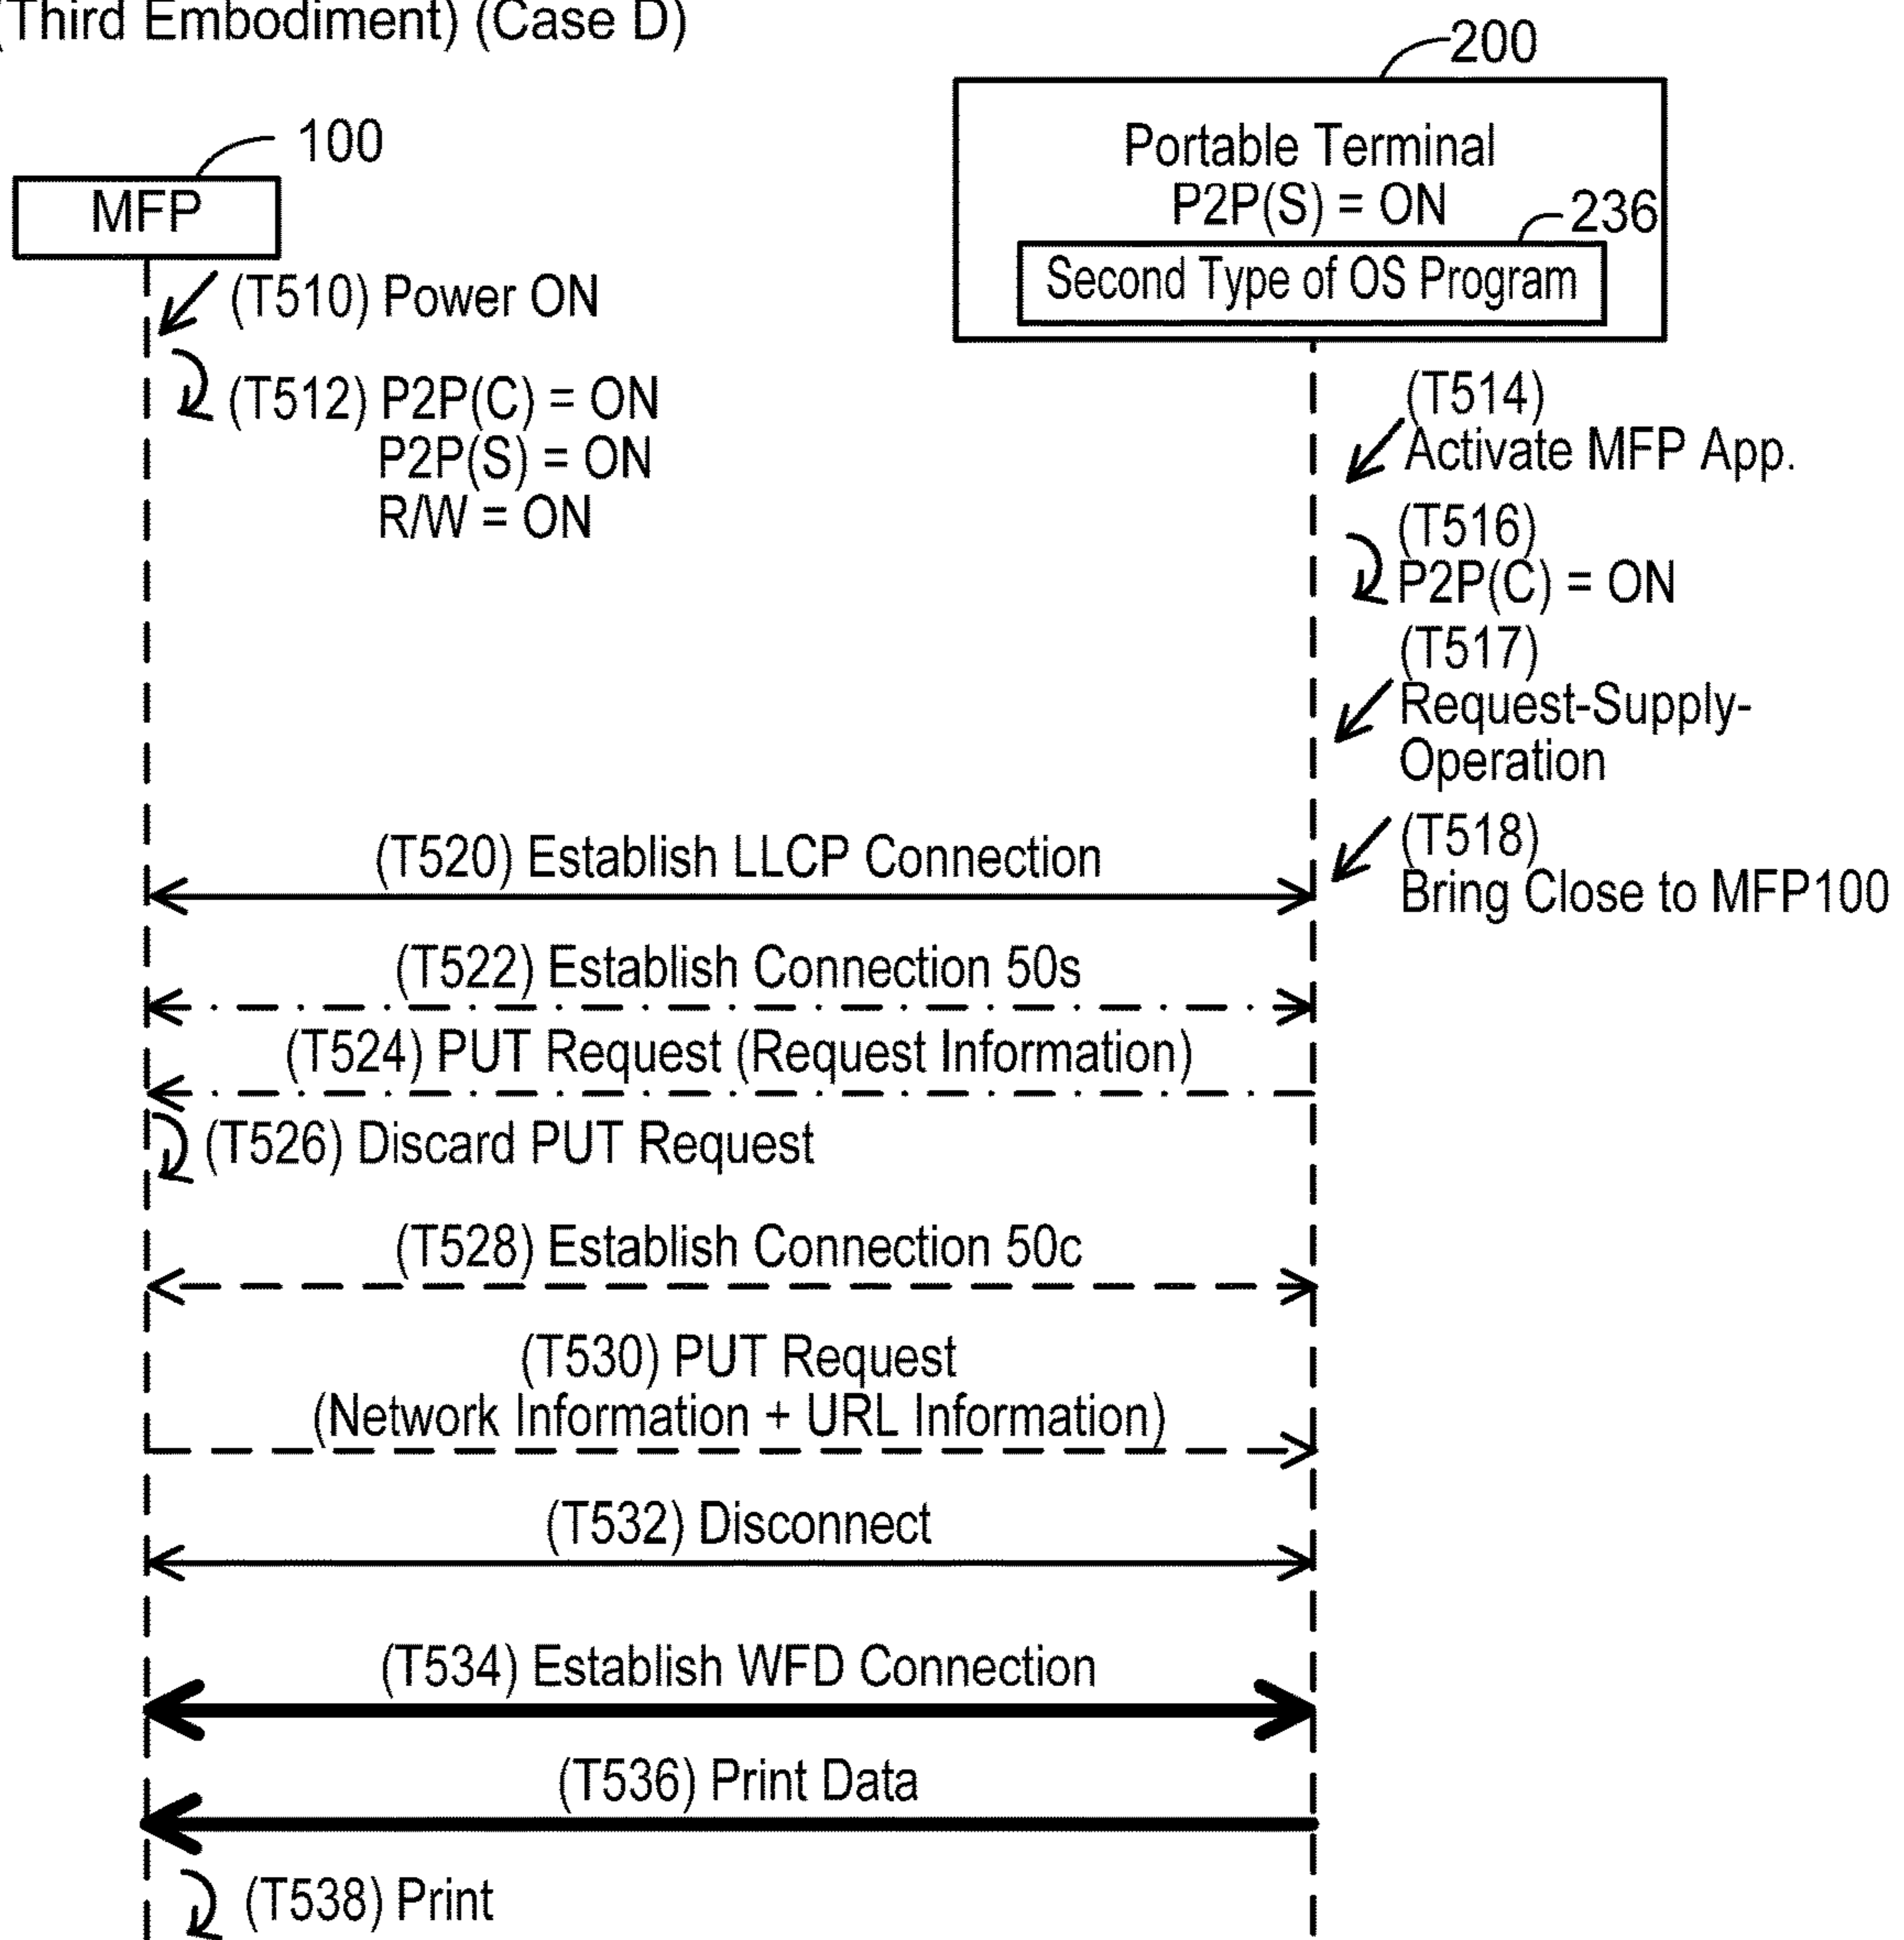 (Third Embodiment) (Case D)
200
100
Portable Terminal
P2P(S) = ON
236
MFP
Second Type of OS Program
(T510) Power ON
(T512) P2P(C) = ON
P2P(S) = ON
R/W = ON
(T514)
Activate MFP App.
(T516)
P2P(C) = ON
(T517)
Request-Supply-
Operation
(T518)
Bring Close to MFP100
(T520) Establish LLCP Connection
(T522) Establish Connection 50s
(T524) PUT Request (Request Information)
(T526) Discard PUT Request
(T528) Establish Connection 50c
(T530) PUT Request
(Network Information + URL Information)
(T532) Disconnect
(T534) Establish WFD Connection
(T536) Print Data
(T538) Print